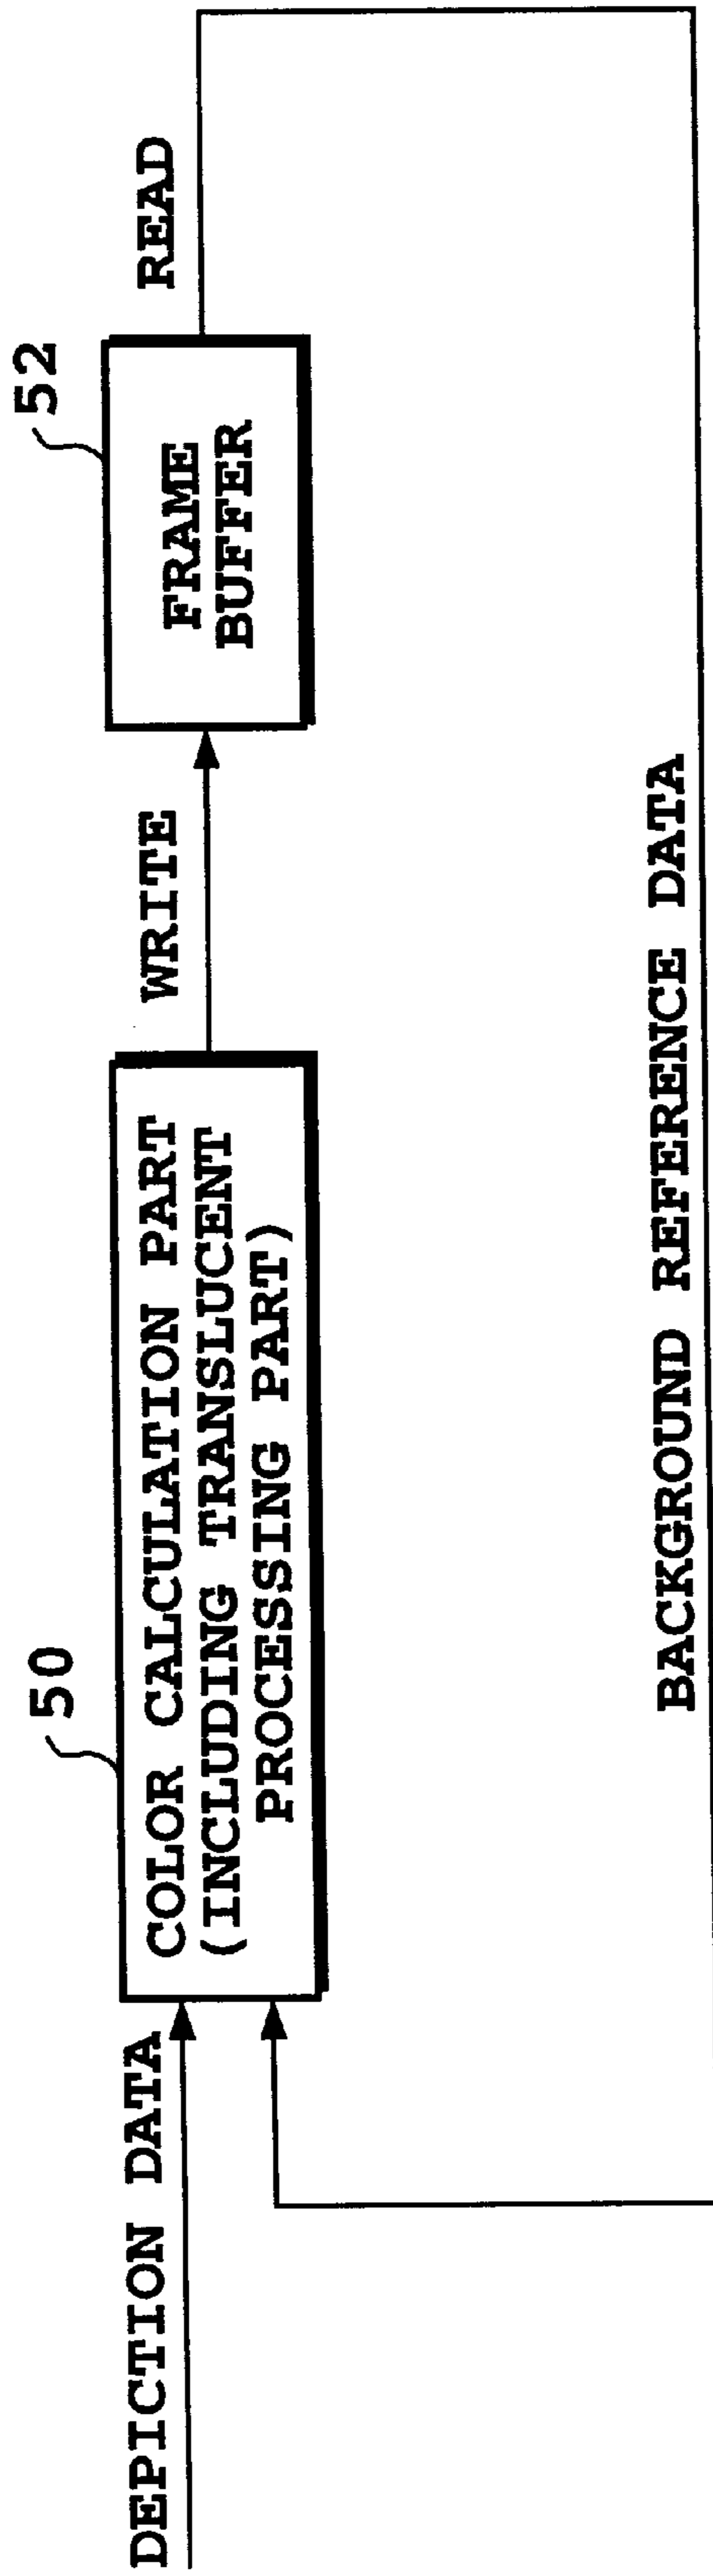 DEPICTION DATA
50
COLOR CALCULATION PART
(INCLUDING TRANSLUCENT
PROCESSING PART)
WRITE
52
FRAME
BUFFER
READ
BACKGROUND REFERENCE DATA